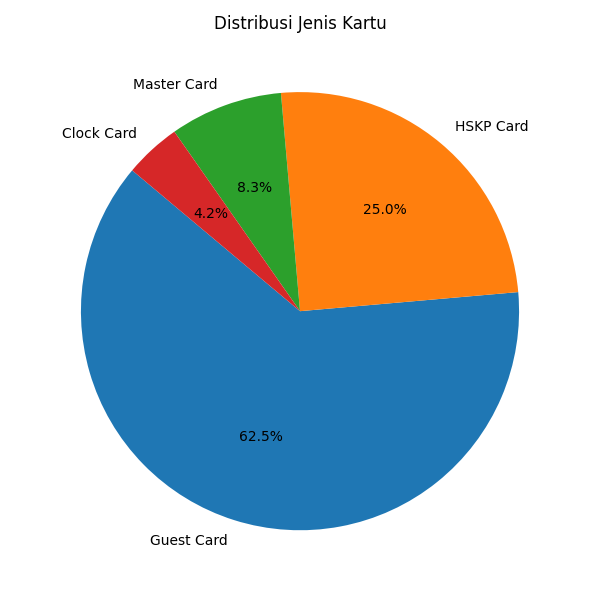 Distribusi Jenis Kartu
Master Card
HSKP Card
Clock Card
8.3%
25.0%
4.2%
62.5%
Guest Card